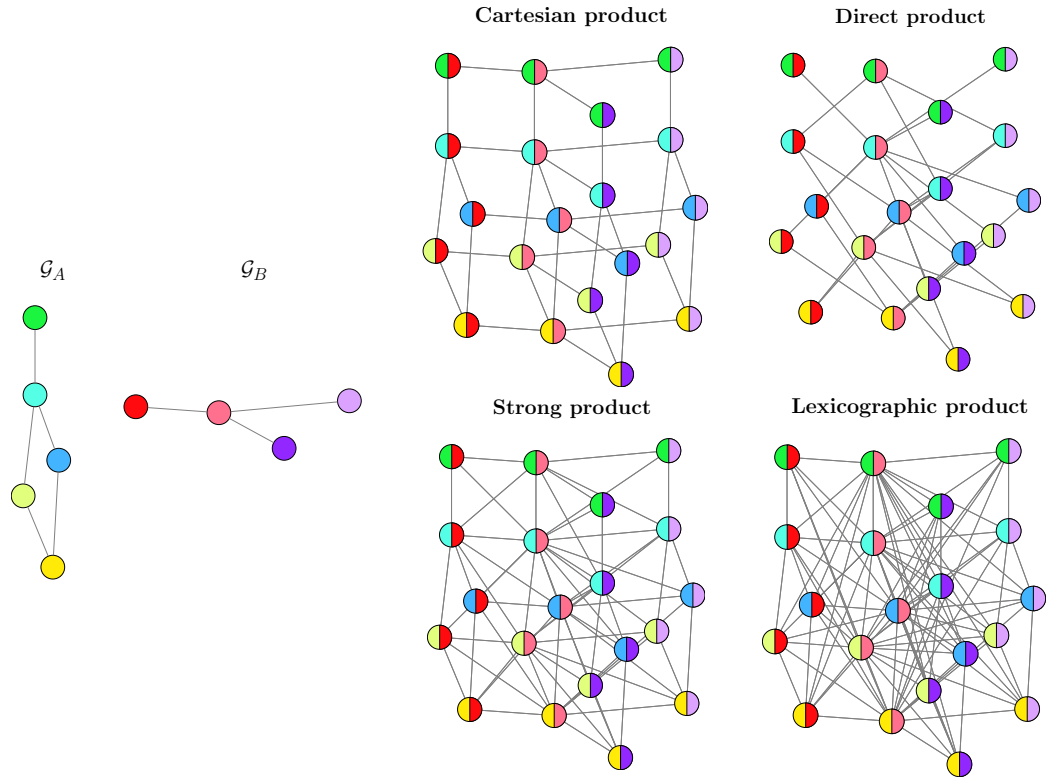 Cartesian product
Direct product
𝒢_A
𝒢_B
Strong product
Lexicographic product